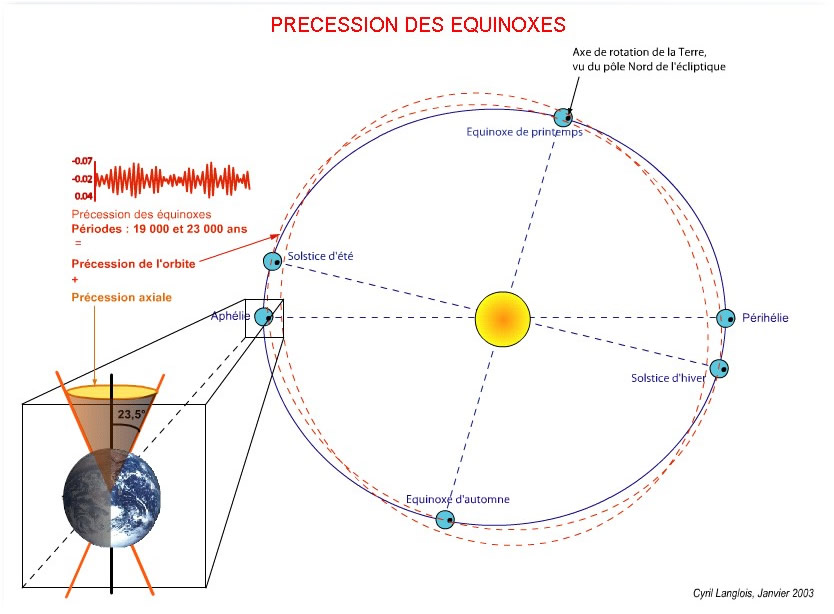 PRECESSION DES EQUINOXES
Axe de rotation de la Terre,
vu du pôle Nord de l'écliptique
Equinoxe de printemps
-0.07
-0.02
0.04
Précession des équinoxes
Périodes : 19 000 et 23 000 ans
=
Précession de l'orbite
+
Précession axiale
Solstice d'été
Aphélie
Périhélie
Solstice d'hiver
23,5°
Equinoxe d'automne
Cyril Langlois, Janvier 2003